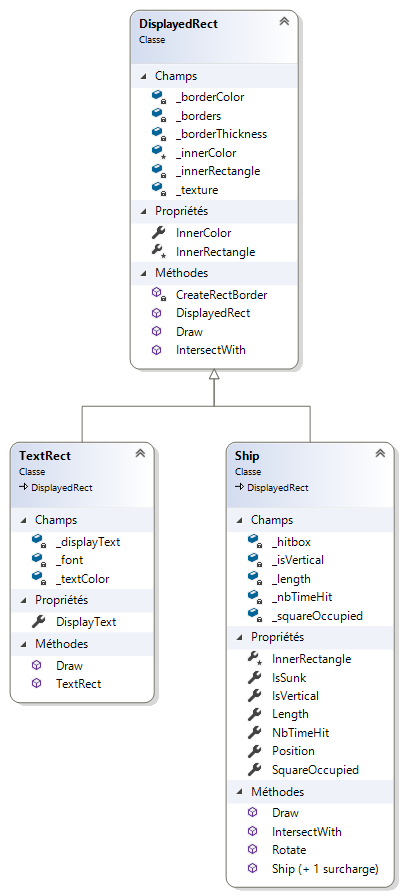 DisplayedRect
Classe
Champs
_borderColor
_borders
_borderThickness
_innerColor
_innerRectangle
_texture
Propriétés
InnerColor
InnerRectangle
Méthodes
CreateRectBorder
DisplayedRect
Draw
IntersectWith
TextRect
Classe
DisplayedRect
Champs
_displayText
_font
_textColor
Propriétés
DisplayText
Méthodes
Draw
TextRect
Ship
Classe
DisplayedRect
Champs
_hitbox
_isVertical
_length
_nbTimeHit
_squareOccupied
Propriétés
InnerRectangle
IsSunk
IsVertical
Length
NbTimeHit
Position
SquareOccupied
Méthodes
Draw
IntersectWith
Rotate
Ship (+ 1 surcharge)